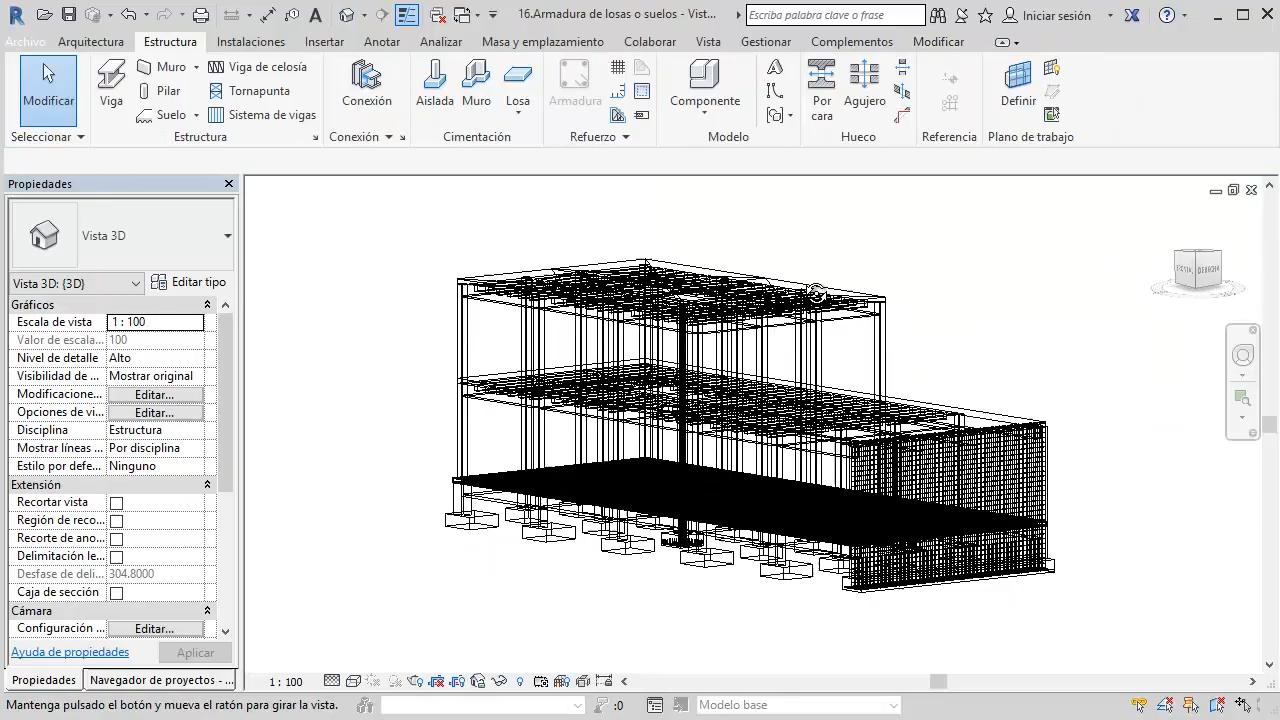 16.Armadura de losas o suelos - Vist...
Escriba palabra clave o frase
Iniciar sesión
Archivo
Arquitectura
Estructura
Instalaciones
Insertar
Anotar
Analizar
Masa y emplazamiento
Colaborar
Vista
Gestionar
Complementos
Modificar
Modificar
Viga
Muro
Pilar
Suelo
Viga de celosía
Tornapunta
Sistema de vigas
Conexión
Aislada
Muro
Losa
Armadura
Componente
Por cara
Agujero
Definir
Seleccionar
Estructura
Conexión
Cimentación
Refuerzo
Modelo
Hueco
Referencia
Plano de trabajo
Propiedades
Vista 3D
Vista 3D: {3D}
Editar tipo
Gráficos
Escala de vista 1 : 100
Valor de escala... 100
Nivel de detalle Alto
Visibilidad de ... Mostrar original
Modificacione... Editar...
Opciones de vi... Editar...
Disciplina Estructura
Mostrar líneas ... Por disciplina
Estilo por defe... Ninguno
Extensión
Recortar vista
Región de reco...
Recorte de ano...
Delimitación le...
Desfase de deli... 304.8000
Caja de sección
Cámara
Configuración ... Editar...
Ayuda de propiedades
Aplicar
Propiedades
Navegador de proyectos - ...
1 : 100
Mantenga pulsado el botón y mueva el ratón para girar la vista.
:0
Modelo base
DERECHA